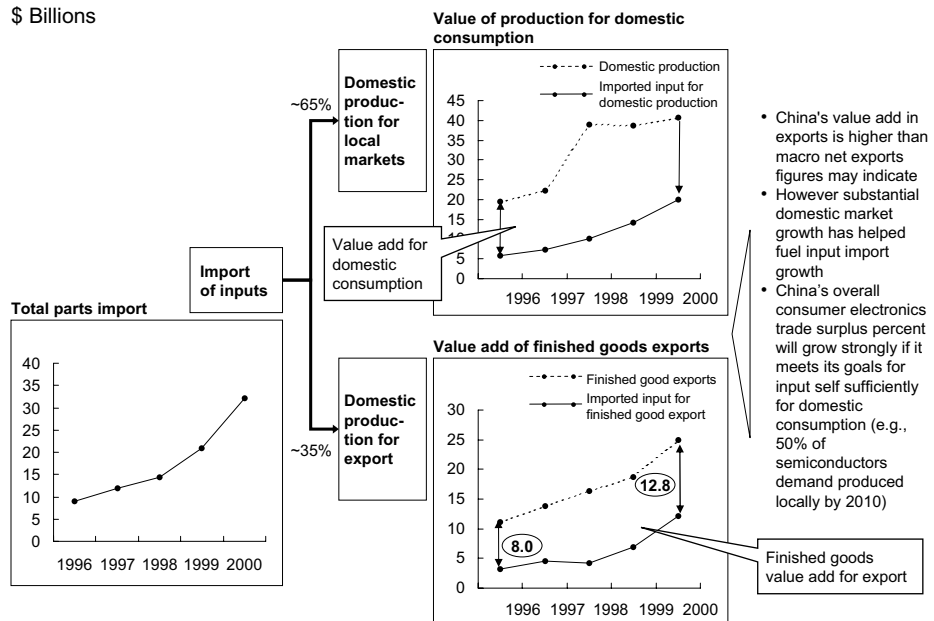 $ Billions
Value of production for domestic
consumption
Domestic
produc-
tion for
local
markets
~65%
Domestic production
Imported input for
domestic production
45
40
35
30
25
20
15
10
5
0
1996 1997 1998 1999 2000
Value add for
domestic
consumption
Import
of inputs
Total parts import
40
35
30
25
20
15
10
5
0
1996 1997 1998 1999 2000
~35%
Domestic
produc-
tion for
export
Value add of finished goods exports
Finished good exports
Imported input for
finished good export
30
25
20
15
10
5
0
12.8
8.0
1996 1997 1998 1999 2000
Finished goods
value add for export
• China's value add in
exports is higher than
macro net exports
figures may indicate
• However substantial
domestic market
growth has helped
fuel input import
growth
• China's overall
consumer electronics
trade surplus percent
will grow strongly if it
meets its goals for
input self sufficiently
for domestic
consumption (e.g.,
50% of
semiconductors
demand produced
locally by 2010)